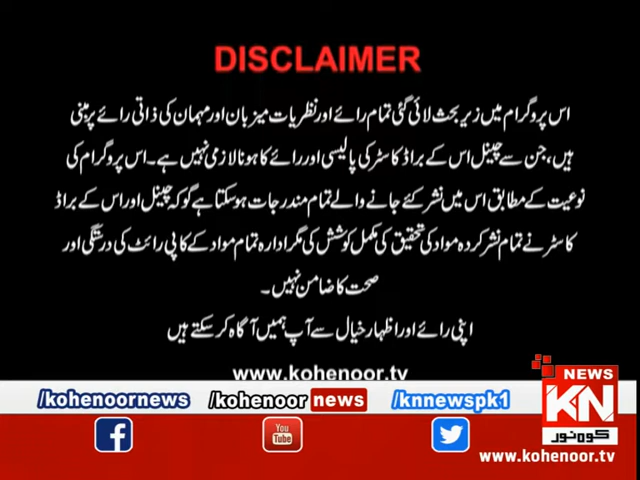 DISCLAIMER
اس پروگرام میں زیر بحث لائی گئی تمام رائے اور نظریات میزبان اور مہمان کی ذاتی رائے پر مبنی
ہیں، جن سے چینل اس کے براڈ کاسٹر کی پالیسی اور رائے کا ہونا لازمی نہیں ہے۔ اس پروگرام کی
نوعیت کے مطابق اس میں نشر کئے جانے والے تمام مندرجات ہو سکتا ہے گو کہ چینل اور اس کے براڈ
کاسٹر نے تمام نشر کردہ مواد کی تحقیق کی مکمل کوشش کی مگر ادارہ تمام مواد کے کاپی رائٹ کی درستگی اور
صحت کا ضامن نہیں۔
اپنی رائے اور اظہار خیال سے آپ ہمیں آگاہ کر سکتے ہیں
www.kohenoor.tv
/kohenoornews /kohenoor news /knnewspk1
You
Tube
NEWS
KN
کوہ نور
www.kohenoor.tv